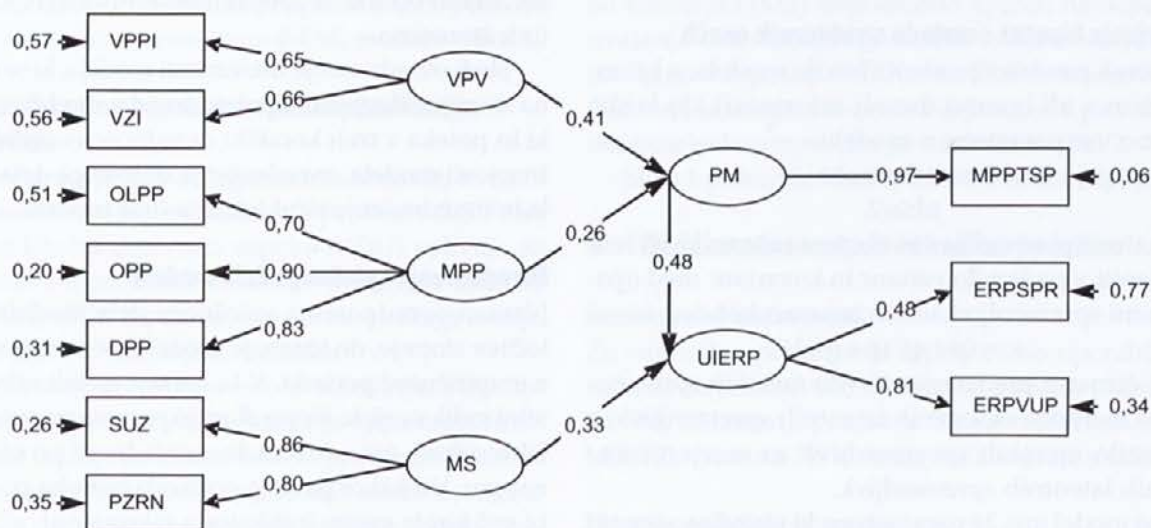 0,57 VPPI
0,65
VPV
0,66
0,56 VZI
0,41
0,51 OLPP
PM
0,97
MPPTSP 0,06
0,70
0,26
0,20 OPP
0,90
MPP
0,48
ERPSPR 0,77
0,48
0,83
0,31 DPP
UIERP
0,81
ERPVUP 0,34
0,33
0,26 SUZ
0,86
MS
0,80
0,35 PZRN